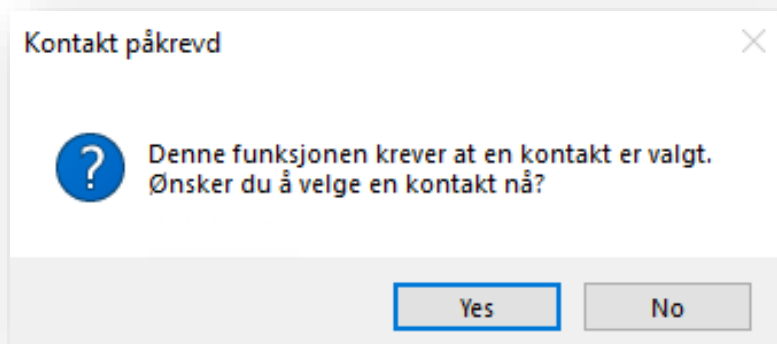 Kontakt påkrevd
Denne funksjonen krever at en kontakt er valgt.
Ønsker du å velge en kontakt nå?
Yes
No